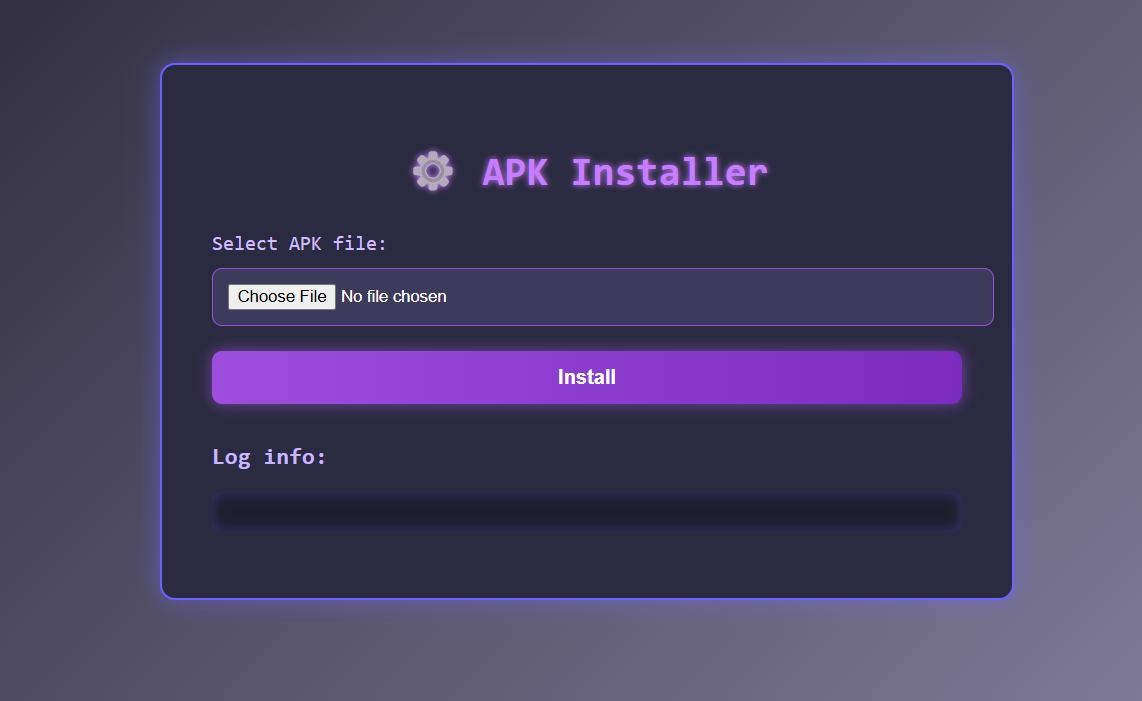 APK Installer
Select APK file:
Choose File No file chosen
Install
Log info: